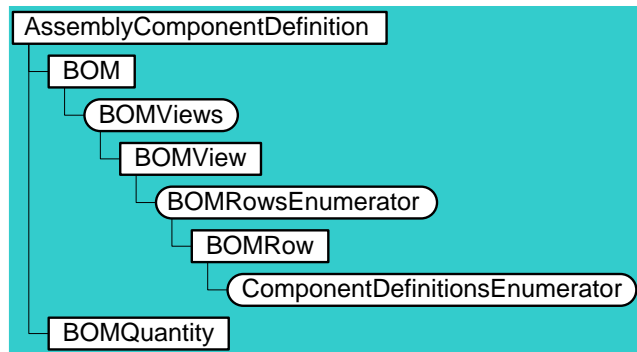 AssemblyComponentDefinition
BOM
BOMViews
BOMView
BOMRowsEnumerator
BOMRow
ComponentDefinitionsEnumerator
BOMQuantity